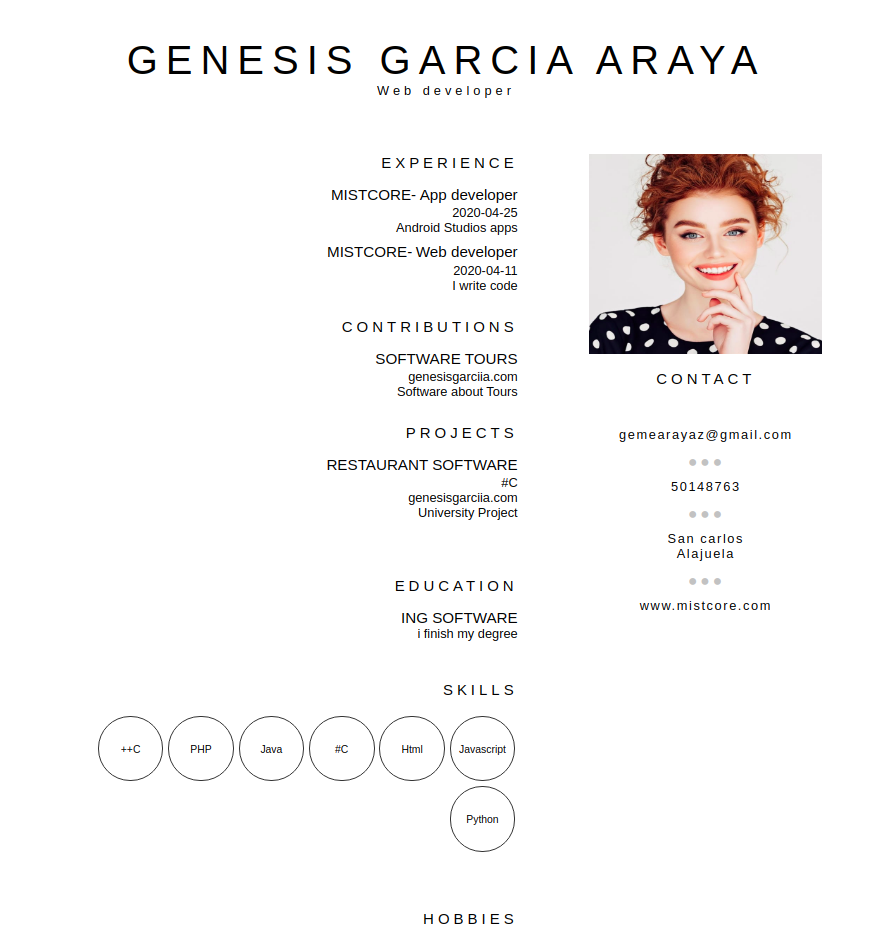 GENESIS GARCIA ARAYA
Web developer
EXPERIENCE
MISTCORE- App developer
2020-04-25
Android Studios apps
MISTCORE- Web developer
2020-04-11
I write code
CONTRIBUTIONS
SOFTWARE TOURS
genesisgarciia.com
Software about Tours
PROJECTS
RESTAURANT SOFTWARE
#C
genesisgarciia.com
University Project
EDUCATION
ING SOFTWARE
i finish my degree
SKILLS
++C PHP Java #C Html Javascript
Python
HOBBIES
CONTACT
gemearayaz@gmail.com
50148763
San carlos
Alajuela
www.mistcore.com